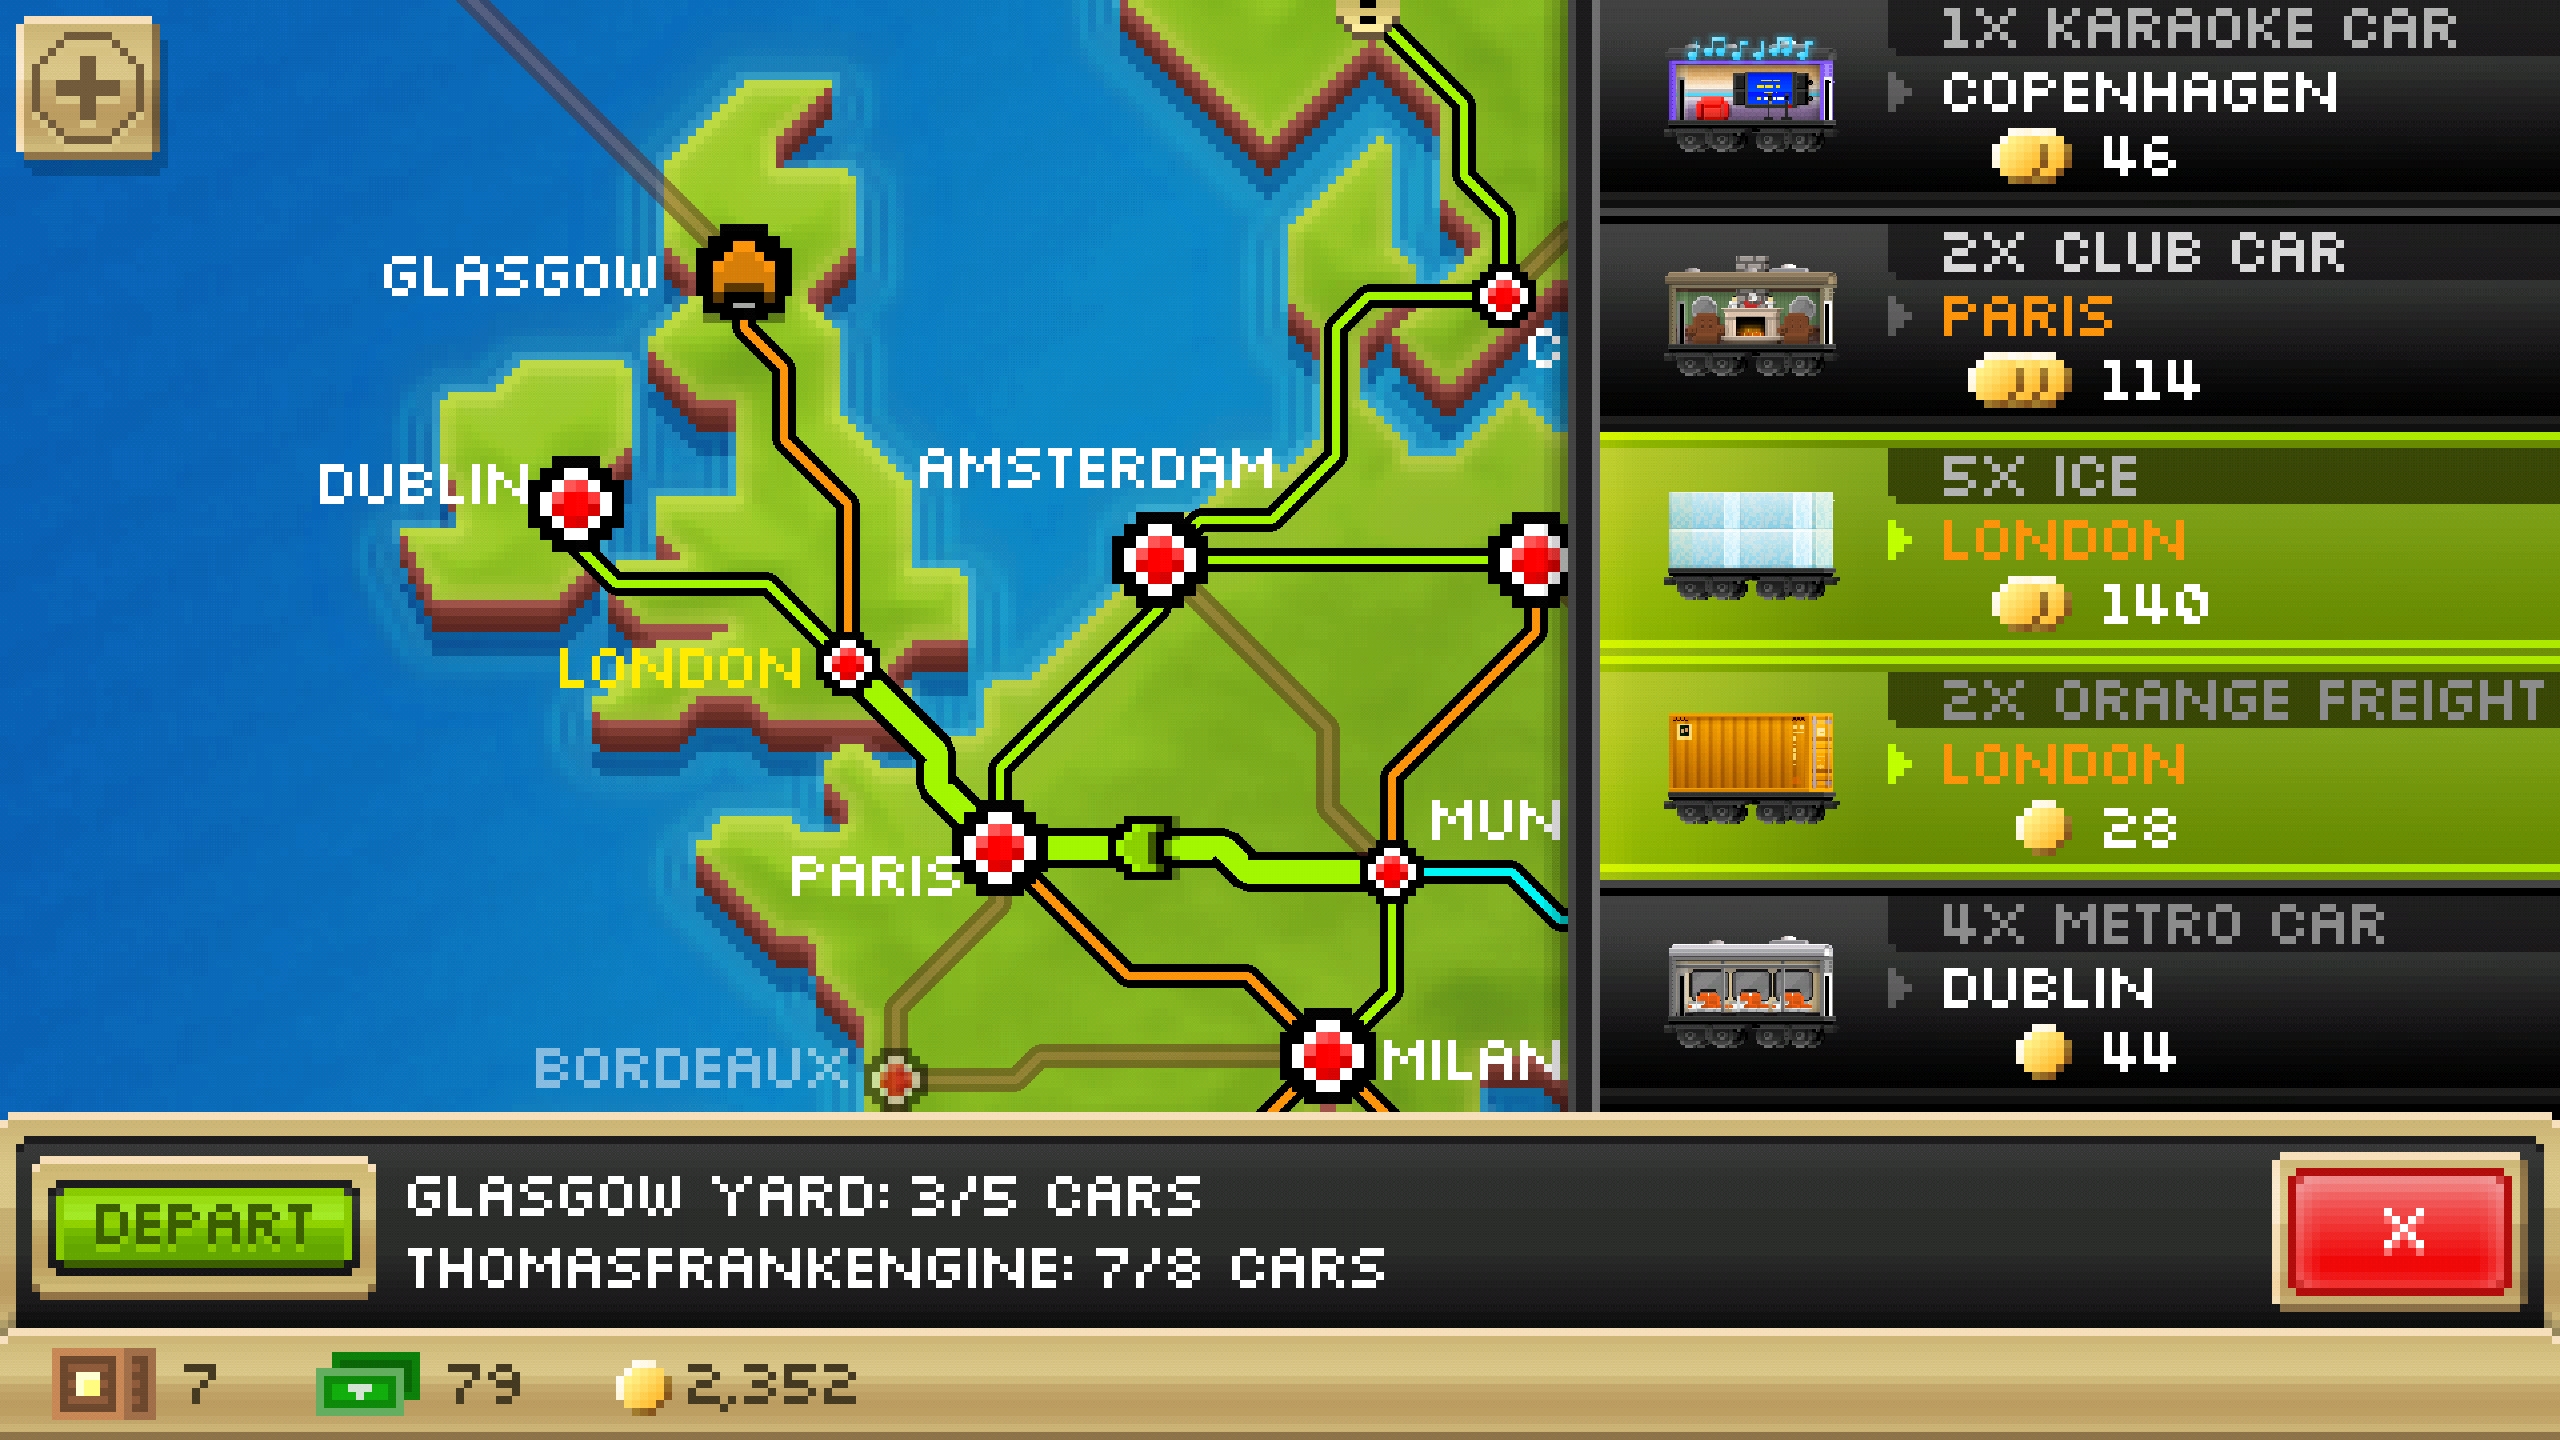 GLASGOW
DUBLIN
AMSTERDAM
LONDON
PARIS
MUN
BORDEAUX
MILAN
C
1X KARAOKE CAR
COPENHAGEN
46
2X CLUB CAR
PARIS
114
5X ICE
LONDON
140
2X ORANGE FREIGHT
LONDON
28
4X METRO CAR
DUBLIN
44
DEPART
GLASGOW YARD: 3/5 CARS
THOMASFRANKENGINE: 7/8 CARS
X
7
79
2,352